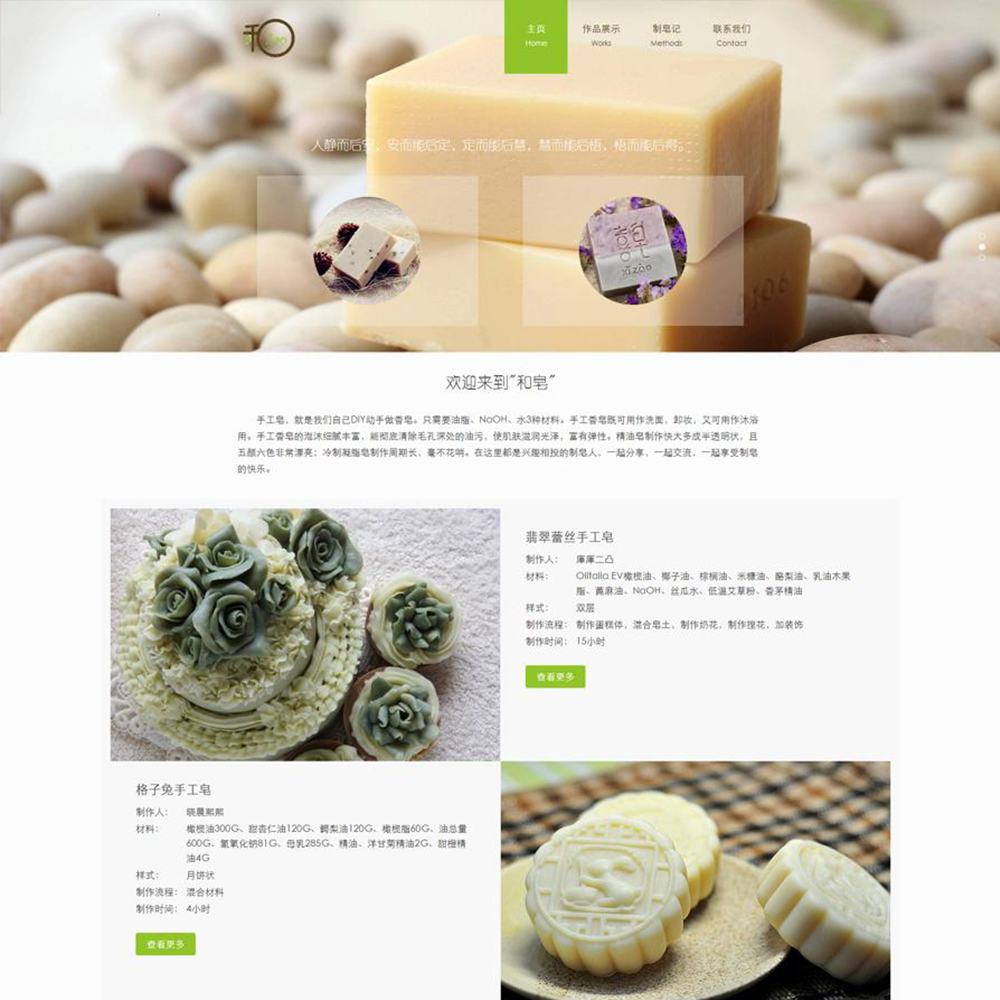 和
主页
Home
作品展示
Works
制皂记
Methods
联系我们
Contact
人静而后安，安而能后定，定而能后慧，慧而能后悟，悟而能后得。
xizao
欢迎来到"和皂"
手工皂，就是我们自己DIY动手做香皂。只需要油脂、NaOH、水3种材料。手工香皂既可用作洗面，卸妆，又可用作沐浴
用。手工香皂的泡沫细腻丰富，能彻底清除毛孔深处的油污，使肌肤滋润光泽，富有弹性。精油皂制作快大多成半透明状，且
五颜六色非常漂亮；冷制凝脂皂制作周期长，毫不花哨。在这里都是兴趣相投的制皂人，一起分享，一起交流，一起享受制皂
的快乐。
翡翠蕾丝手工皂
制作人： 庫庫二凸
材料： Olitalia EV橄榄油、椰子油、棕榈油、米糠油、酪梨油、乳油木果
脂、蓖麻油、NaOH、丝瓜水、低温艾草粉、香茅精油
样式： 双层
制作流程： 制作蛋糕体，混合皂土，制作奶花，制作捏花，加装饰
制作时间： 15小时
查看更多
格子兔手工皂
制作人： 晓晨熙熙
材料： 橄榄油300G、甜杏仁油120G、鳄梨油120G、橄榄脂60G、油总量
600G、氢氧化钠81G、母乳285G、精油、洋甘菊精油2G、甜橙精
油4G
样式： 月饼状
制作流程： 混合材料
制作时间： 4小时
查看更多